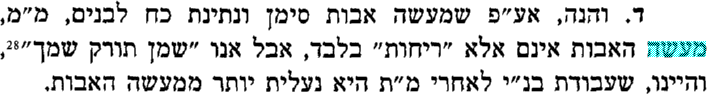 ד. והנה, אע״פ שמעשה אבות סימן ונתינת כח לבנים, מ״מ,
מעשה האבות אינם אלא ״ריחות״ בלבד, אבל אנו ״שמן תורק שמך״28,
והיינו, שעבודת בנ״י לאחרי מ״ת היא נעלית יותר ממעשה האבות.